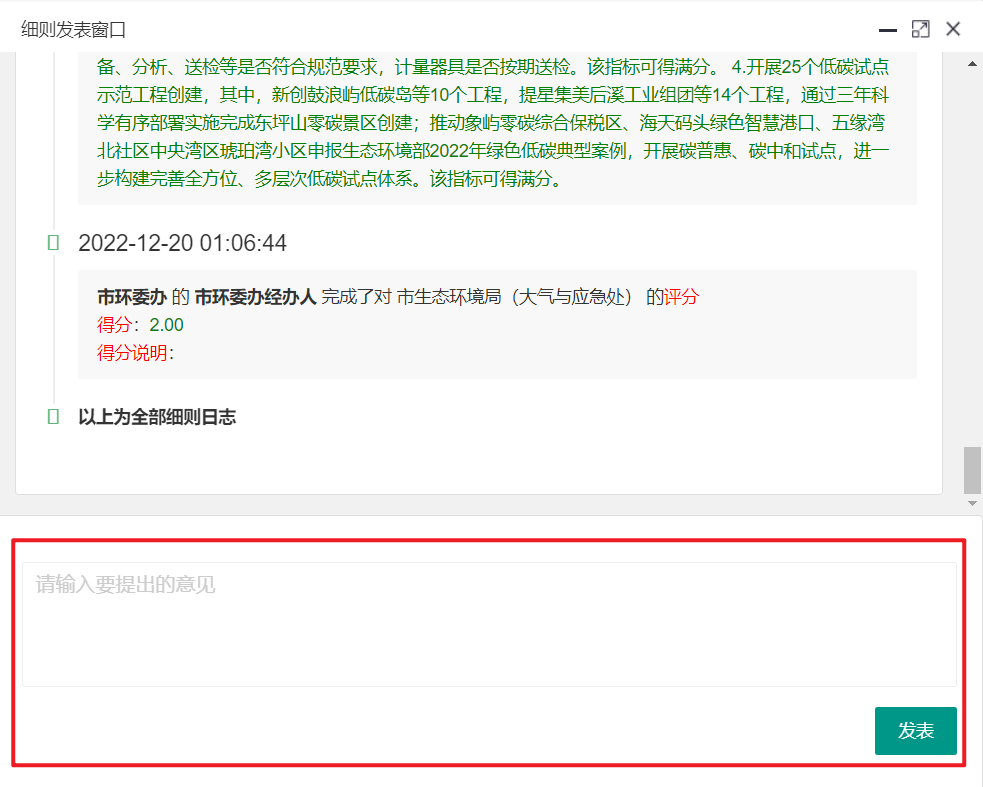 细则发表窗口
备、分析、送检等是否符合规范要求，计量器具是否按期送检。该指标可得满分。 4.开展25个低碳试点
示范工程创建，其中，新创鼓浪屿低碳岛等10个工程，提星集美后溪工业组团等14个工程，通过三年科
学有序部署实施完成东坪山零碳景区创建；推动象屿零碳综合保税区、海天码头绿色智慧港口、五缘湾
北社区中央湾区琥珀湾小区申报生态环境部2022年绿色低碳典型案例，开展碳普惠、碳中和试点，进一
步构建完善全方位、多层次低碳试点体系。该指标可得满分。
2022-12-20 01:06:44
市环委办 的 市环委办经办人 完成了对 市生态环境局（大气与应急处） 的评分
得分：2.00
得分说明：
以上为全部细则日志
请输入要提出的意见
发表